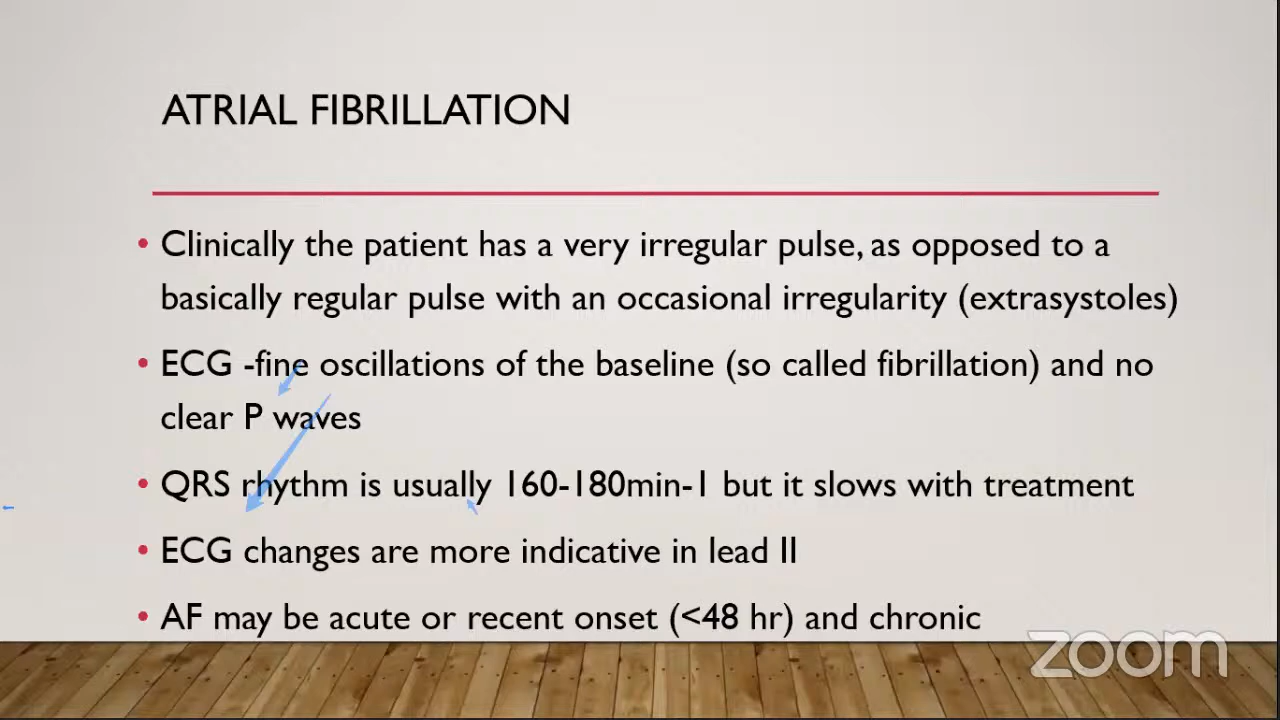 ATRIAL FIBRILLATION
• Clinically the patient has a very irregular pulse, as opposed to a
basically regular pulse with an occasional irregularity (extrasystoles)
• ECG -fine oscillations of the baseline (so called fibrillation) and no
clear P waves
• QRS rhythm is usually 160-180min-1 but it slows with treatment
• ECG changes are more indicative in lead II
• AF may be acute or recent onset (<48 hr) and chronic
zoom